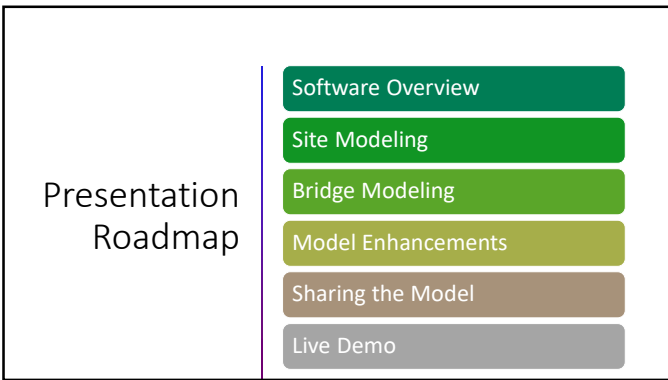 Presentation
Roadmap
Software Overview
Site Modeling
Bridge Modeling
Model Enhancements
Sharing the Model
Live Demo